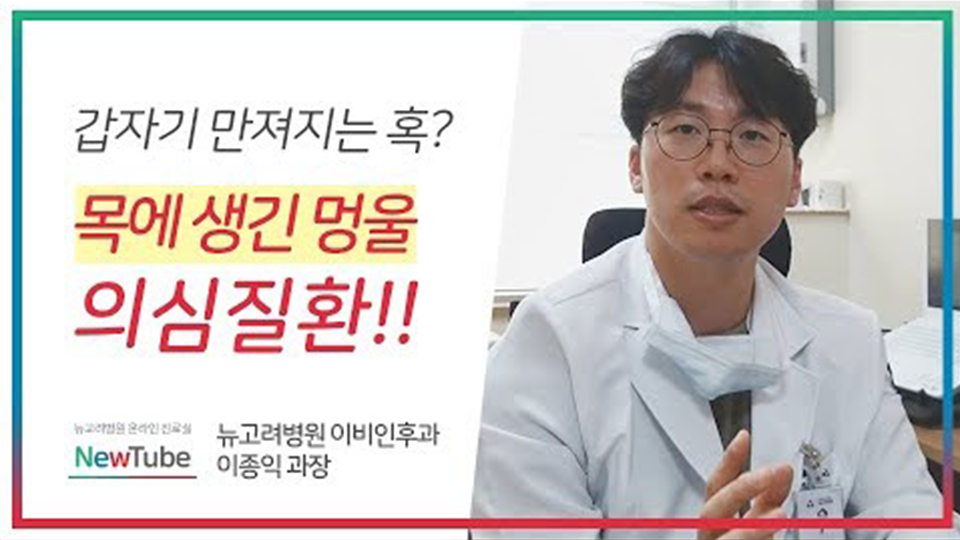 갑자기 만져지는 혹?
목에 생긴 멍울
의심질환!!
뉴고려병원 온라인 진료실
NewTube
뉴고려병원 이비인후과
이종익 과장